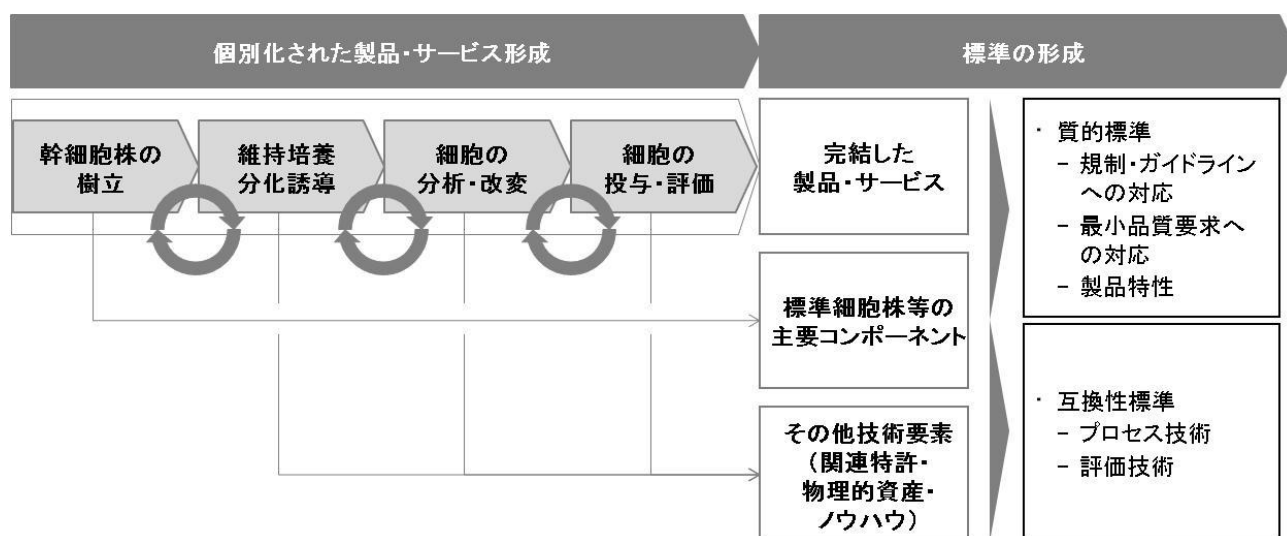 個別化された製品・サービス形成
標準の形成
幹細胞株の
樹立
維持培養
分化誘導
細胞の
分析・改変
細胞の
投与・評価
完結した
製品・サービス
標準細胞株等の
主要コンポーネント
その他技術要素
（関連特許・
物理的資産・
ノウハウ）
・ 質的標準
– 規制・ガイドライン
への対応
– 最小品質要求へ
の対応
– 製品特性
・ 互換性標準
– プロセス技術
– 評価技術